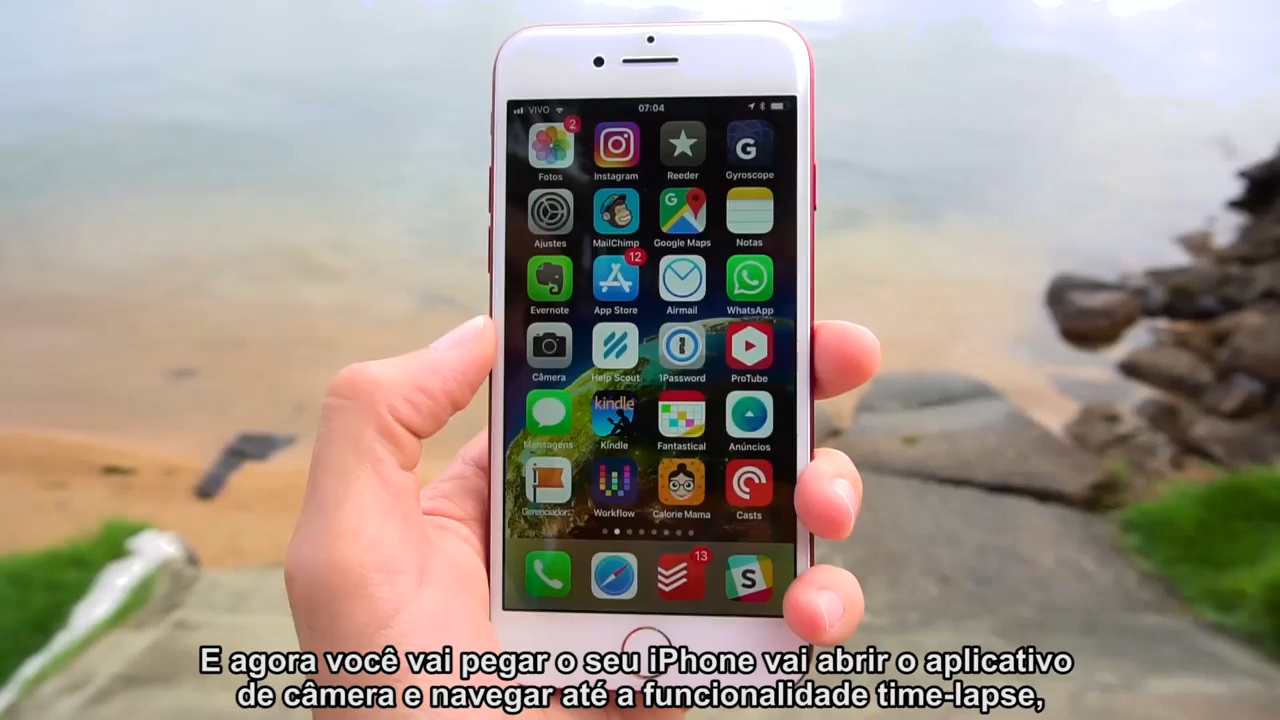 VIVO 07:04
2
Fotos Instagram Reeder Gyroscope
G
Ajustes MailChimp Google Maps Notas
12
Evernote App Store Airmail WhatsApp
Câmera Help Scout 1Password ProTube
kindle
Mensagens Kindle Fantastical Anúncios
Gerenciador... Workflow Calorie Mama Casts
13
S
E agora você vai pegar o seu iPhone vai abrir o aplicativo
de câmera e navegar até a funcionalidade time-lapse,